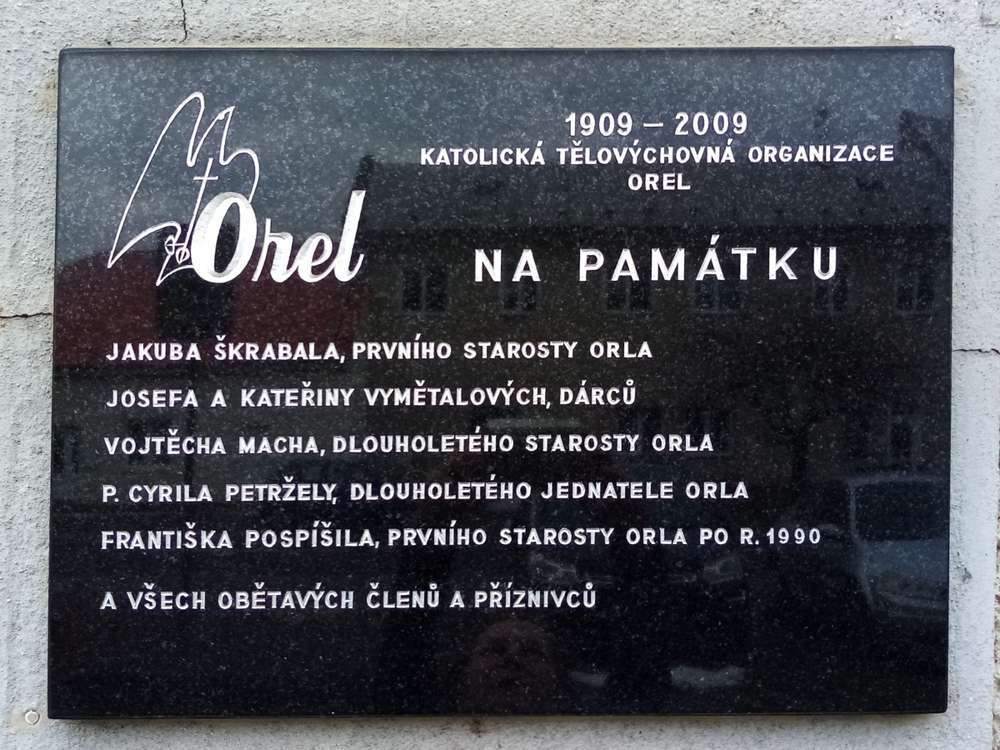 Orel
1909 – 2009
KATOLICKÁ TĚLOVÝCHOVNÁ ORGANIZACE
OREL
NA PAMÁTKU
JAKUBA ŠKRABALA, PRVNÍHO STAROSTY ORLA
JOSEFA A KATEŘINY VYMĚTALOVÝCH, DÁRCŮ
VOJTĚCHA MACHA, DLOUHOLETÉHO STAROSTY ORLA
P. CYRILA PETRŽELY, DLOUHOLETÉHO JEDNATELE ORLA
FRANTIŠKA POSPÍŠILA, PRVNÍHO STAROSTY ORLA PO R. 1990
A VŠECH OBĚTAVÝCH ČLENŮ A PŘÍZNIVCŮ